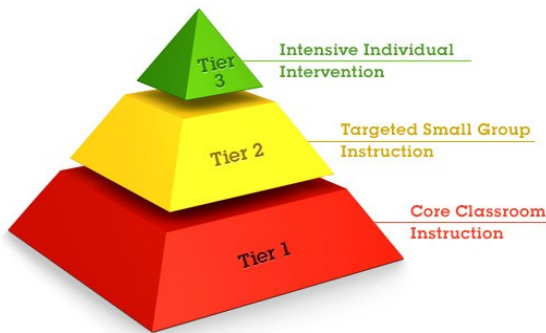 Tier
3
Intensive Individual
Intervention
Tier 2
Targeted Small Group
Instruction
Tier 1
Core Classroom
Instruction